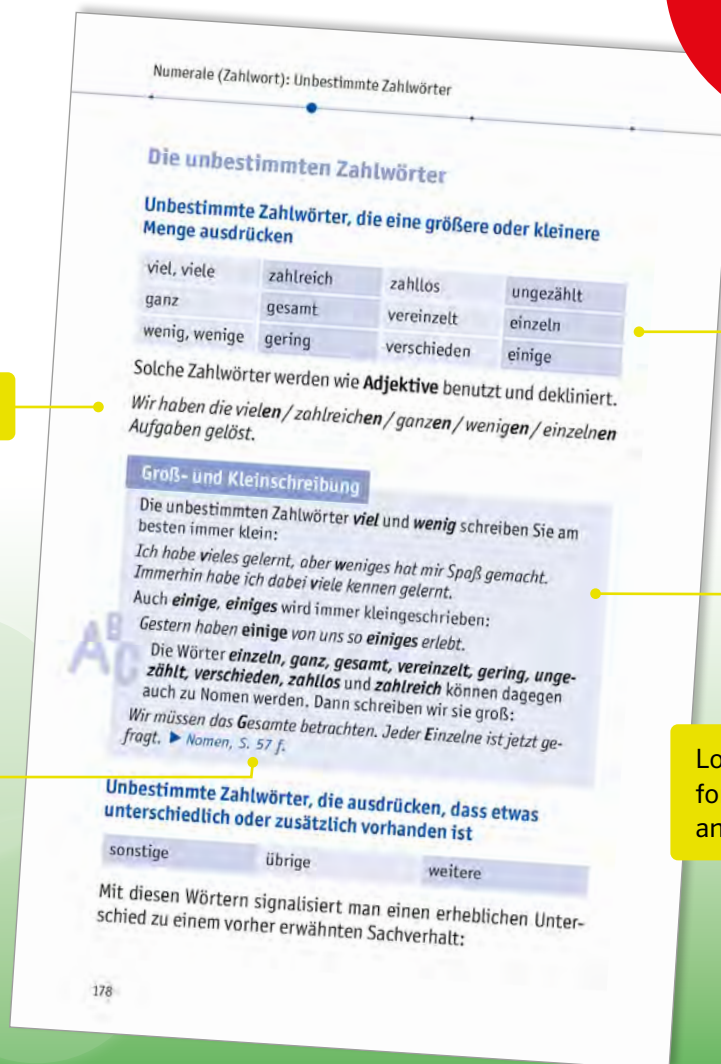 Numerale (Zahlwort): Unbestimmte Zahlwörter
Die unbestimmten Zahlwörter
Unbestimmte Zahlwörter, die eine größere oder kleinere
Menge ausdrücken
viel, viele zahlreich zahllos ungezählt
ganz gesamt vereinzelt einzeln
wenig, wenige gering verschieden einige
Solche Zahlwörter werden wie Adjektive benutzt und dekliniert.
Wir haben die vielen / zahlreichen / ganzen / wenigen / einzelnen
Aufgaben gelöst.
Groß- und Kleinschreibung
Die unbestimmten Zahlwörter viel und wenig schreiben Sie am
besten immer klein:
Ich habe vieles gelernt, aber weniges hat mir Spaß gemacht.
Immerhin habe ich dabei viele kennen gelernt.
Auch einige, einiges wird immer kleingeschrieben:
Gestern haben einige von uns so einiges erlebt.
ABC
Die Wörter einzeln, ganz, gesamt, vereinzelt, gering, unge-
zählt, verschieden, zahllos und zahlreich können dagegen
auch zu Nomen werden. Dann schreiben wir sie groß:
Wir müssen das Gesamte betrachten. Jeder Einzelne ist jetzt ge-
fragt. ▶ Nomen, S. 57 f.
Unbestimmte Zahlwörter, die ausdrücken, dass etwas
unterschiedlich oder zusätzlich vorhanden ist
sonstige übrige weitere
Mit diesen Wörtern signalisiert man einen erheblichen Unter-
schied zu einem vorher erwähnten Sachverhalt:
178
Lo
fo
an